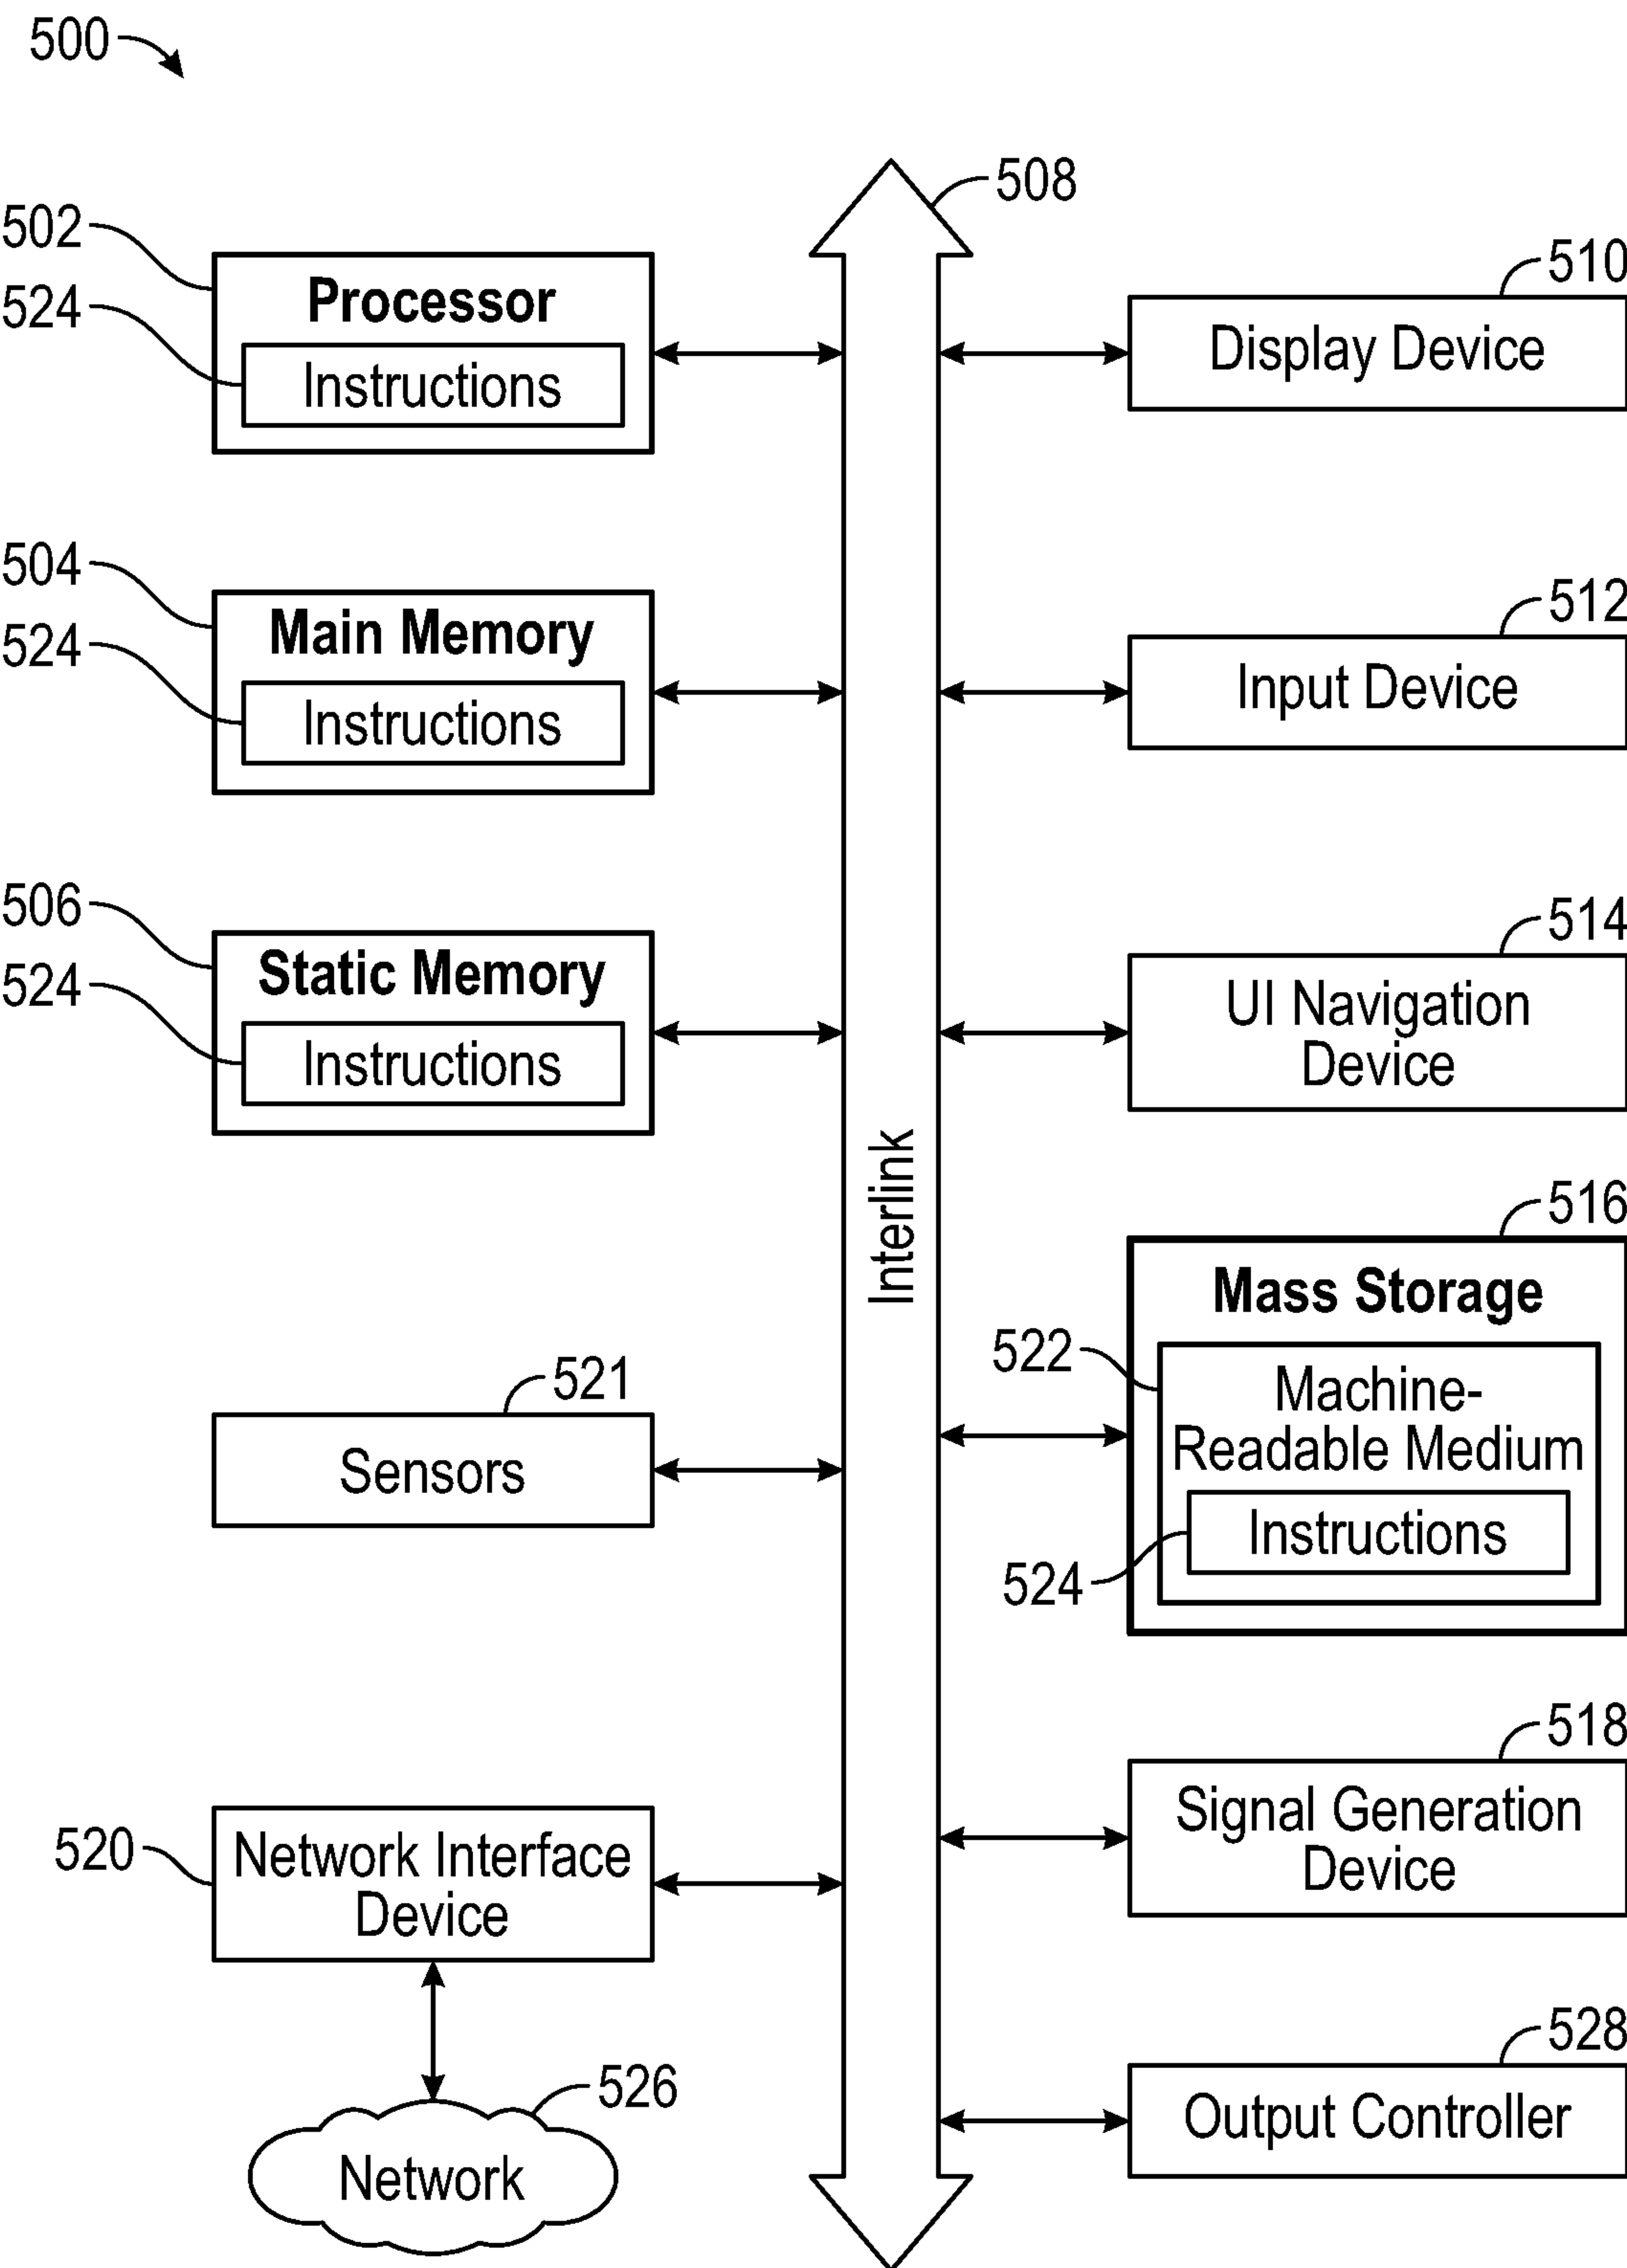 500
508
502
524
Processor
Instructions
510
Display Device
504
524
Main Memory
Instructions
512
Input Device
506
524
Static Memory
Instructions
514
UI Navigation
Device
Interlink
516
Mass Storage
522
Machine-
Readable Medium
Instructions
524
521
Sensors
518
Signal Generation
Device
520
Network Interface
Device
526
Network
528
Output Controller